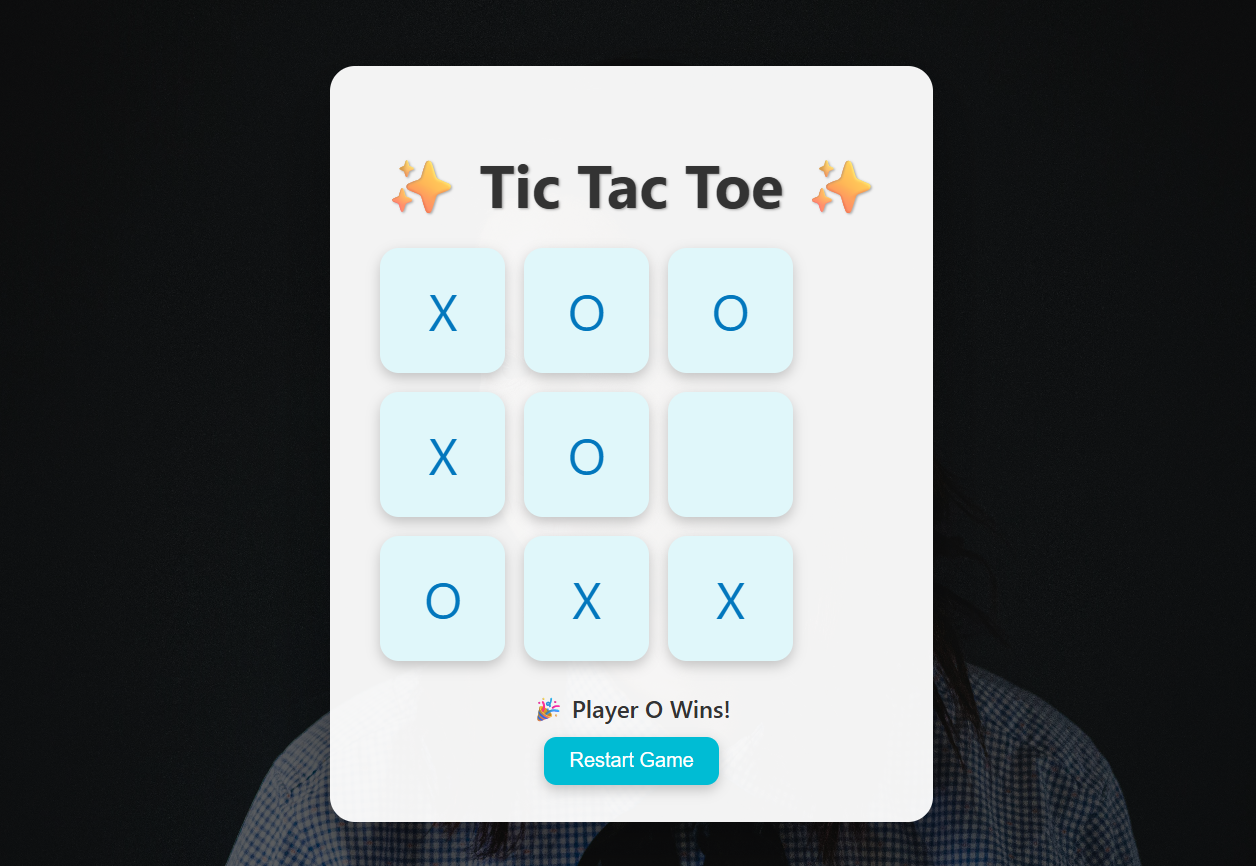 ✨ Tic Tac Toe ✨
X O O
X O
O X X
🎉 Player O Wins!
Restart Game